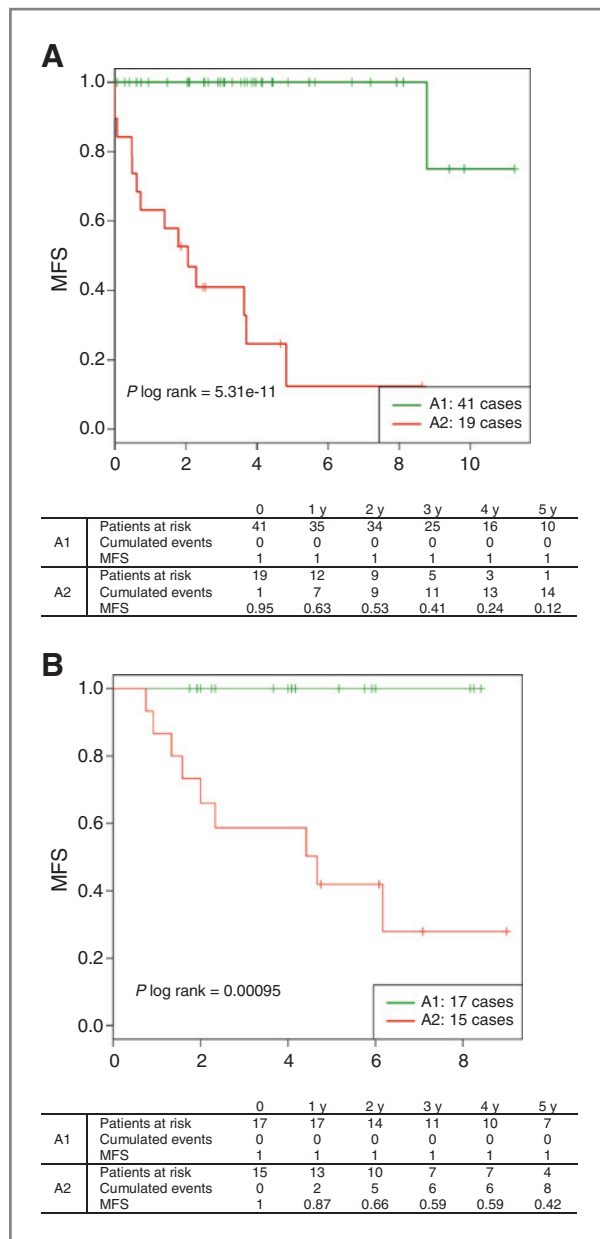 A
MFS
1.0
0.8
0.6
0.4
0.2
0.0
P log rank = 5.31e-11
A1: 41 cases
A2: 19 cases
0 2 4 6 8 10
0 1 y 2 y 3 y 4 y 5 y
A1
Patients at risk 41 35 34 25 16 10
Cumulated events 0 0 0 0 0 0
MFS 1 1 1 1 1 1
A2
Patients at risk 19 12 9 5 3 1
Cumulated events 1 7 9 11 13 14
MFS 0.95 0.63 0.53 0.41 0.24 0.12
B
MFS
1.0
0.8
0.6
0.4
0.2
0.0
P log rank = 0.00095
A1: 17 cases
A2: 15 cases
0 2 4 6 8
0 1 y 2 y 3 y 4 y 5 y
A1
Patients at risk 17 17 14 11 10 7
Cumulated events 0 0 0 0 0 0
MFS 1 1 1 1 1 1
A2
Patients at risk 15 13 10 7 7 4
Cumulated events 0 2 5 6 6 8
MFS 1 0.87 0.66 0.59 0.59 0.42